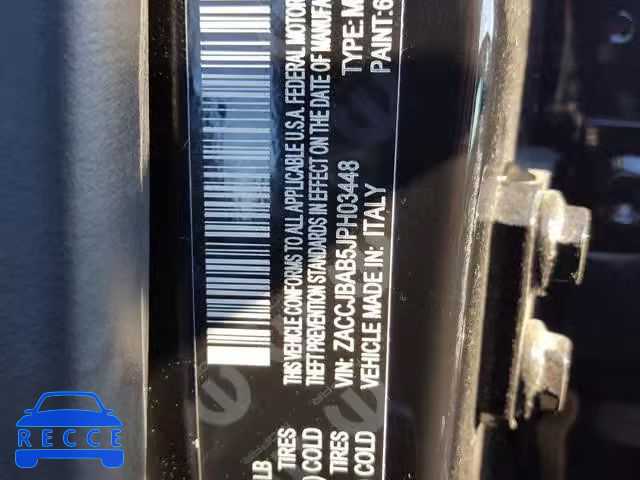 THIS VEHICLE CONFORMS TO ALL APPLICABLE U.S.A. FEDERAL MOTOR
THEFT PREVENTION STANDARDS IN EFFECT ON THE DATE OF MANUFA
VIN: ZACCJBAB5JPH03448 TYPE: M
VEHICLE MADE IN: ITALY PAINT: 6
LB
TIRES
COLD
TIRES
COLD
RECCE